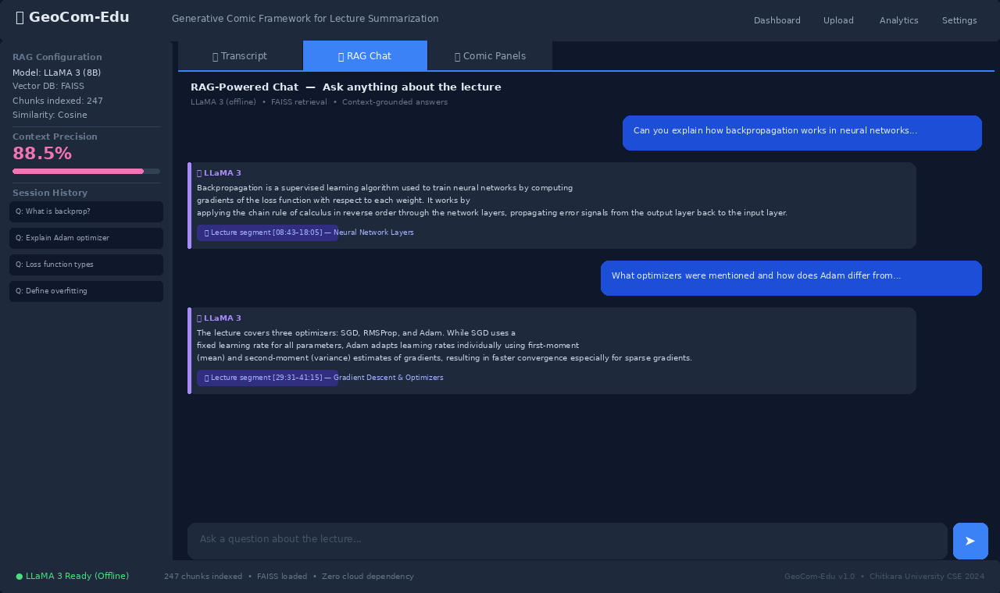 GeoCom-Edu
Generative Comic Framework for Lecture Summarization
Dashboard
Upload
Analytics
Settings
RAG Configuration
Model: LLaMA 3 (8B)
Vector DB: FAISS
Chunks indexed: 247
Similarity: Cosine
Context Precision
88.5%
Session History
Q: What is backprop?
Q: Explain Adam optimizer
Q: Loss function types
Q: Define overfitting
Transcript
RAG Chat
Comic Panels
RAG-Powered Chat — Ask anything about the lecture
LLaMA 3 (offline) • FAISS retrieval • Context-grounded answers
Can you explain how backpropagation works in neural networks...
LLaMA 3
Backpropagation is a supervised learning algorithm used to train neural networks by computing
gradients of the loss function with respect to each weight. It works by
applying the chain rule of calculus in reverse order through the network layers, propagating error signals from the output layer back to the input layer.
Lecture segment [08:43–18:05] — Neural Network Layers
What optimizers were mentioned and how does Adam differ from...
LLaMA 3
The lecture covers three optimizers: SGD, RMSProp, and Adam. While SGD uses a
fixed learning rate for all parameters, Adam adapts learning rates individually using first-moment
(mean) and second-moment (variance) estimates of gradients, resulting in faster convergence especially for sparse gradients.
Lecture segment [29:31–41:15] — Gradient Descent & Optimizers
Ask a question about the lecture...
➤
● LLaMA 3 Ready (Offline)
247 chunks indexed • FAISS loaded • Zero cloud dependency
GeoCom-Edu v1.0 • Chitkara University CSE 2024